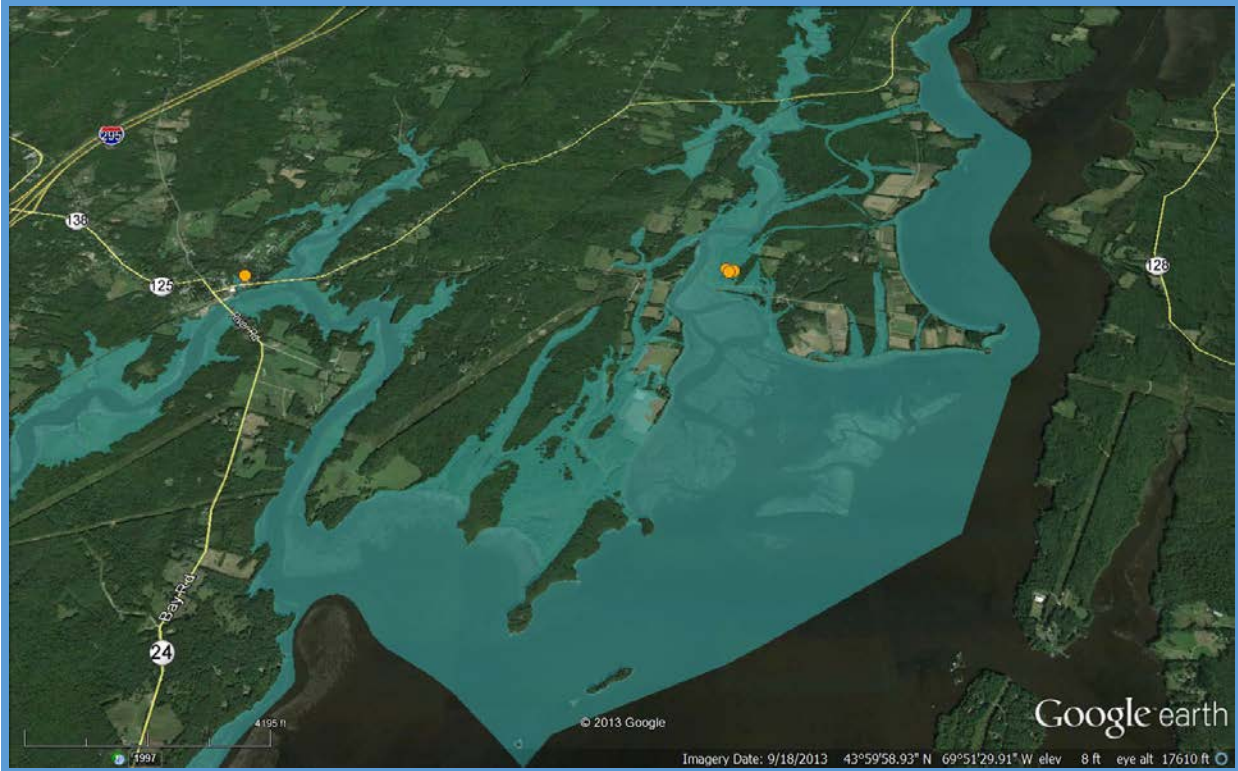 295
138
125
128
Bay Rd
24
4195 ft
© 2013 Google
Google earth
1997
Imagery Date: 9/18/2013 43°59'58.93" N 69°51'29.91" W elev 8 ft eye alt 17610 ft